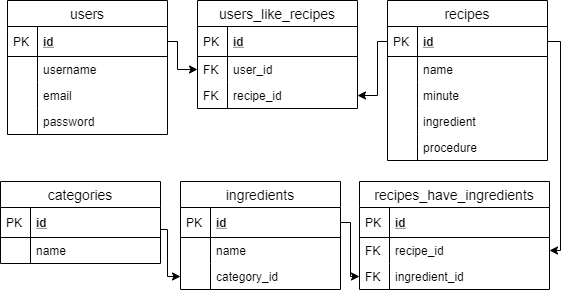 users
PK id
username
email
password
users_like_recipes
PK id
FK user_id
FK recipe_id
recipes
PK id
name
minute
ingredient
procedure
categories
PK id
name
ingredients
PK id
name
category_id
recipes_have_ingredients
PK id
FK recipe_id
FK ingredient_id